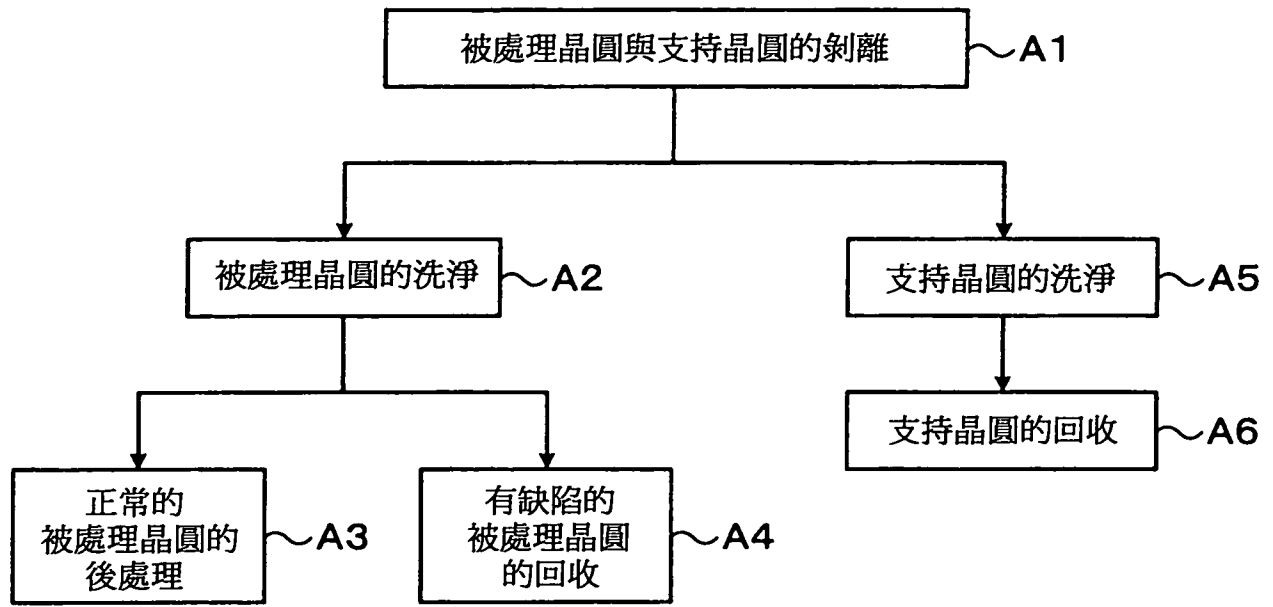 被處理晶圓與支持晶圓的剝離 A1
被處理晶圓的洗淨 A2
支持晶圓的洗淨 A5
支持晶圓的回收 A6
正常的
被處理晶圓的
後處理
A3
有缺陷的
被處理晶圓
的回收
A4